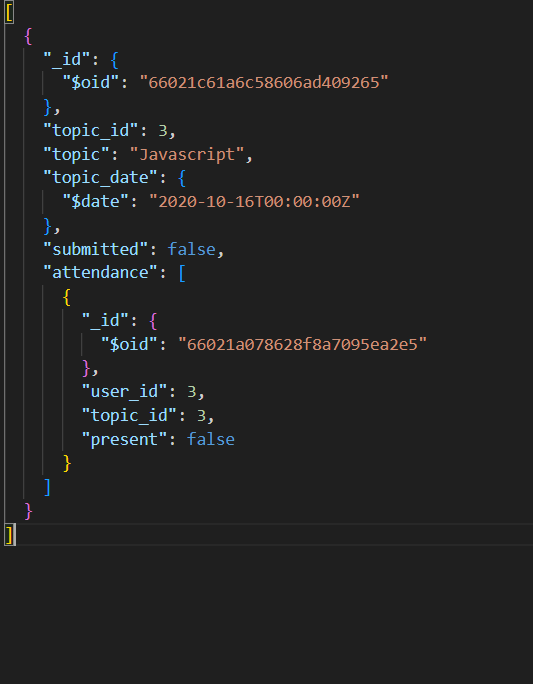 [
  {
    "_id": {
      "$oid": "66021c61a6c58606ad409265"
    },
    "topic_id": 3,
    "topic": "Javascript",
    "topic_date": {
      "$date": "2020-10-16T00:00:00Z"
    },
    "submitted": false,
    "attendance": [
      {
        "_id": {
          "$oid": "66021a078628f8a7095ea2e5"
        },
        "user_id": 3,
        "topic_id": 3,
        "present": false
      }
    ]
  }
]